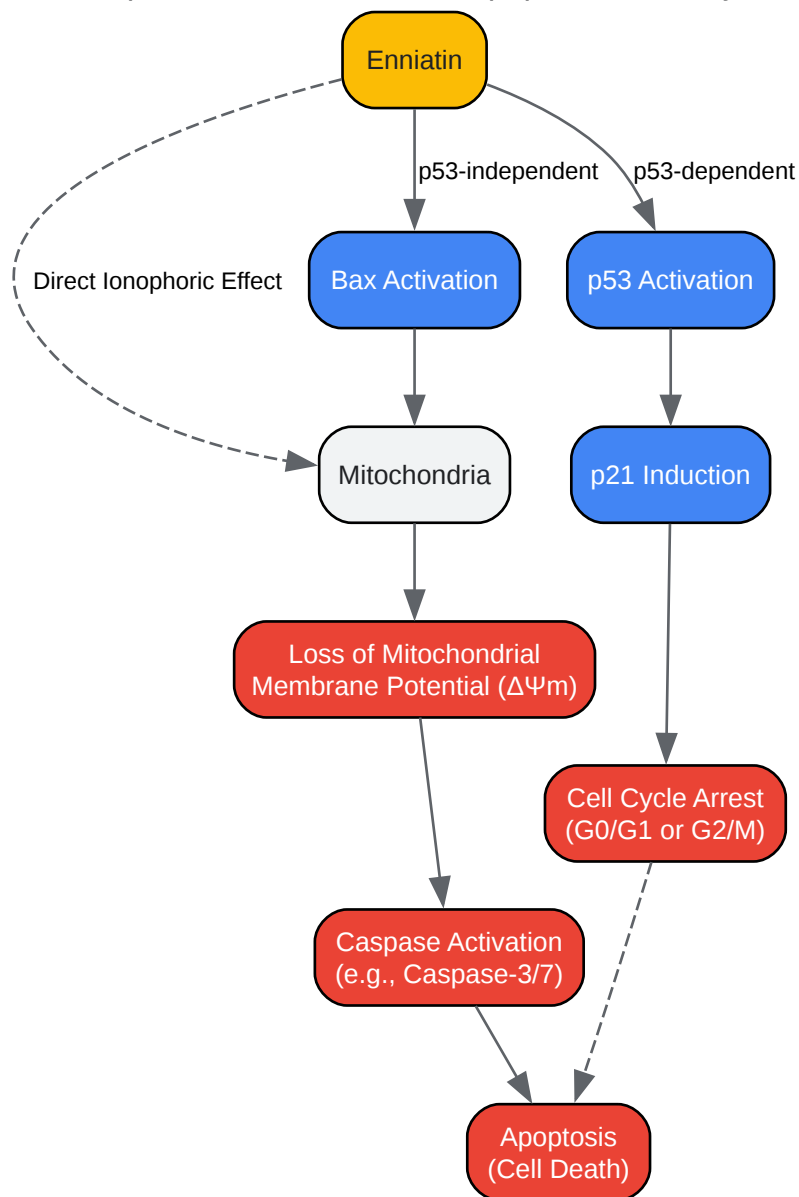 Enniatin
p53-independent
p53-dependent
Direct Ionophoric Effect
Bax Activation
p53 Activation
Mitochondria
p21 Induction
Loss of Mitochondrial
Membrane Potential (ΔΨm)
Cell Cycle Arrest
(G0/G1 or G2/M)
Caspase Activation
(e.g., Caspase-3/7)
Apoptosis
(Cell Death)